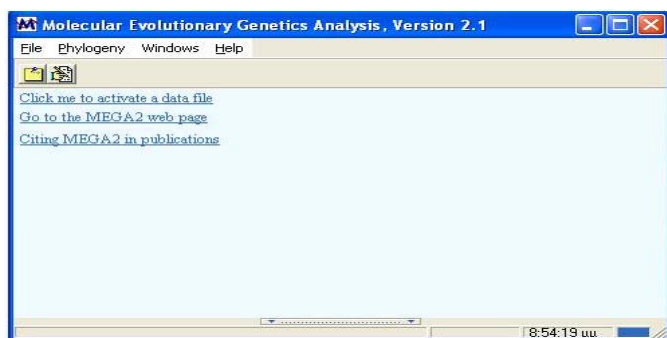 Molecular Evolutionary Genetics Analysis, Version 2.1
File Phylogeny Windows Help
Click me to activate a data file
Go to the MEGA2 web page
Citing MEGA2 in publications
8:54:19 μμ